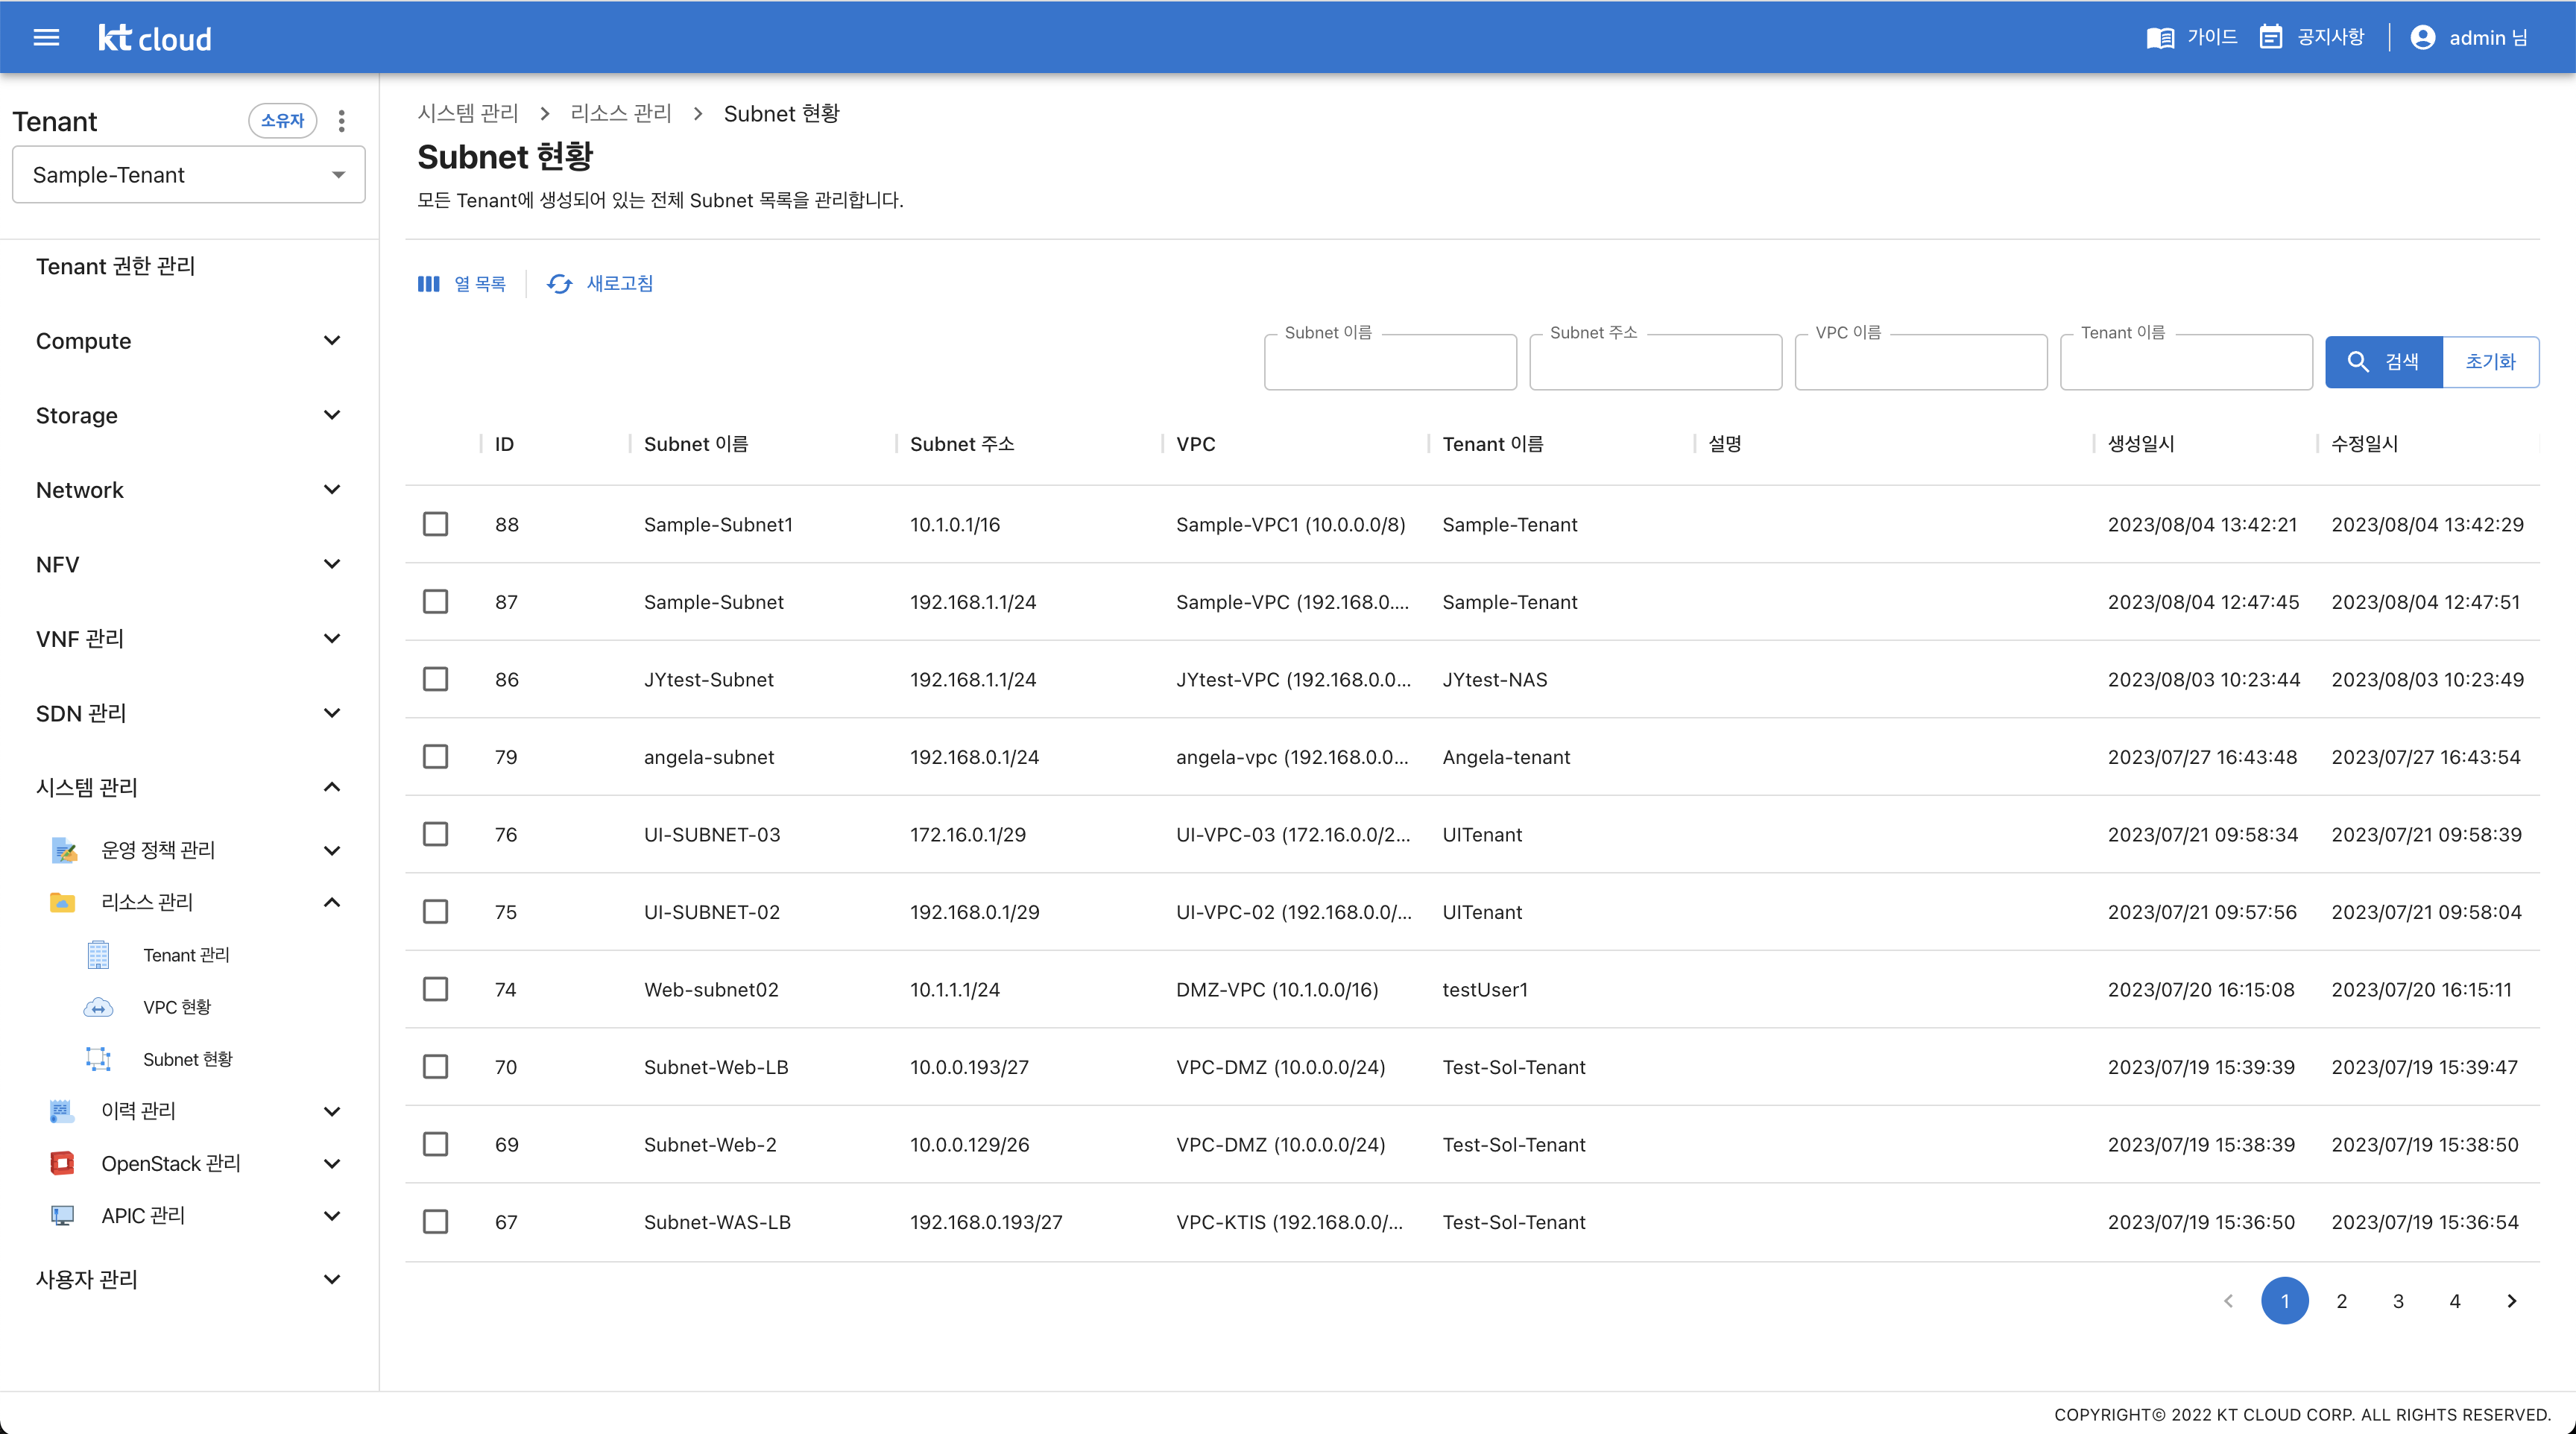 kt cloud
가이드 공지사항 admin 님
Tenant 소유자
Sample-Tenant
Tenant 권한 관리
Compute
Storage
Network
NFV
VNF 관리
SDN 관리
시스템 관리
운영 정책 관리
리소스 관리
Tenant 관리
VPC 현황
Subnet 현황
이력 관리
OpenStack 관리
APIC 관리
사용자 관리
시스템 관리 > 리소스 관리 > Subnet 현황
Subnet 현황
모든 Tenant에 생성되어 있는 전체 Subnet 목록을 관리합니다.
열 목록 새로고침
Subnet 이름 Subnet 주소 VPC 이름 Tenant 이름 검색 초기화
ID Subnet 이름 Subnet 주소 VPC Tenant 이름 설명 생성일시 수정일시
88 Sample-Subnet1 10.1.0.1/16 Sample-VPC1 (10.0.0.0/8) Sample-Tenant 2023/08/04 13:42:21 2023/08/04 13:42:29
87 Sample-Subnet 192.168.1.1/24 Sample-VPC (192.168.0.... Sample-Tenant 2023/08/04 12:47:45 2023/08/04 12:47:51
86 JYtest-Subnet 192.168.1.1/24 JYtest-VPC (192.168.0.0... JYtest-NAS 2023/08/03 10:23:44 2023/08/03 10:23:49
79 angela-subnet 192.168.0.1/24 angela-vpc (192.168.0.0... Angela-tenant 2023/07/27 16:43:48 2023/07/27 16:43:54
76 UI-SUBNET-03 172.16.0.1/29 UI-VPC-03 (172.16.0.0/2... UITenant 2023/07/21 09:58:34 2023/07/21 09:58:39
75 UI-SUBNET-02 192.168.0.1/29 UI-VPC-02 (192.168.0.0/... UITenant 2023/07/21 09:57:56 2023/07/21 09:58:04
74 Web-subnet02 10.1.1.1/24 DMZ-VPC (10.1.0.0/16) testUser1 2023/07/20 16:15:08 2023/07/20 16:15:11
70 Subnet-Web-LB 10.0.0.193/27 VPC-DMZ (10.0.0.0/24) Test-Sol-Tenant 2023/07/19 15:39:39 2023/07/19 15:39:47
69 Subnet-Web-2 10.0.0.129/26 VPC-DMZ (10.0.0.0/24) Test-Sol-Tenant 2023/07/19 15:38:39 2023/07/19 15:38:50
67 Subnet-WAS-LB 192.168.0.193/27 VPC-KTIS (192.168.0.0/... Test-Sol-Tenant 2023/07/19 15:36:50 2023/07/19 15:36:54
1 2 3 4
COPYRIGHT© 2022 KT CLOUD CORP. ALL RIGHTS RESERVED.